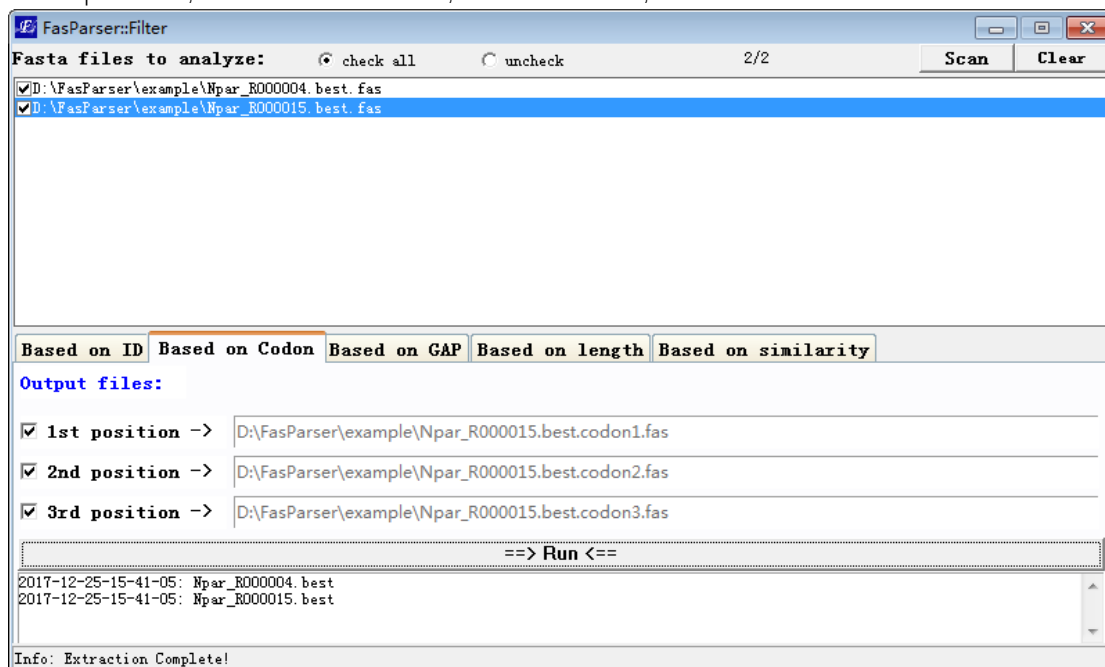 FasParser::Filter
Fasta files to analyze: check all uncheck 2/2 Scan Clear
D:\FasParser\example\Npar_R000004.best.fas
D:\FasParser\example\Npar_R000015.best.fas
Based on ID Based on Codon Based on GAP Based on length Based on similarity
Output files:
1st position -> D:\FasParser\example\Npar_R000015.best.codon1.fas
2nd position -> D:\FasParser\example\Npar_R000015.best.codon2.fas
3rd position -> D:\FasParser\example\Npar_R000015.best.codon3.fas
==> Run <==
2017-12-25-15-41-05: Npar_R000004.best
2017-12-25-15-41-05: Npar_R000015.best
Info: Extraction Complete!